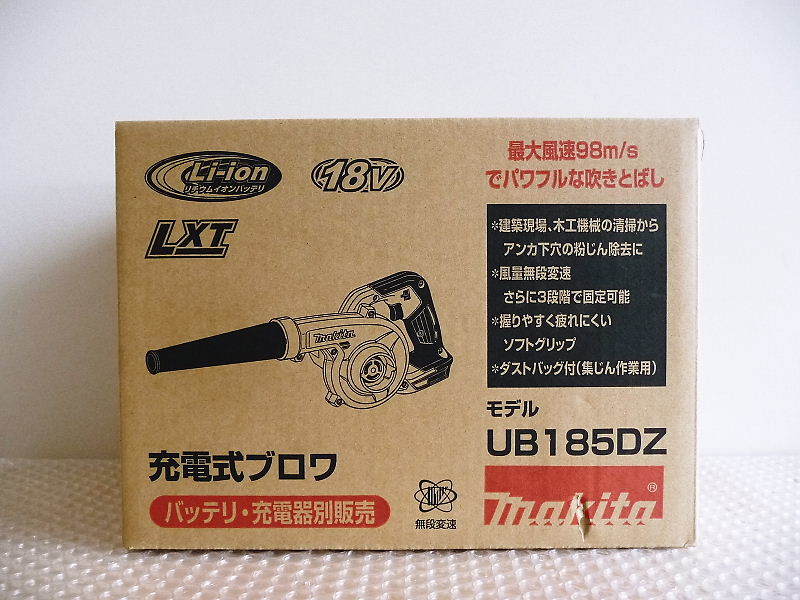 Li-ion
リチウムイオンバッテリ
18V
LXT
最大風速98m/s
でパワフルな吹きとばし
※建築現場、木工機械の清掃から
アンカ下穴の粉じん除去に
※風量無段変速
さらに3段階で固定可能
※握りやすく疲れにくい
ソフトグリップ
※ダストバッグ付(集じん作業用)
makita
モデル
UB185DZ
充電式ブロワ
バッテリ・充電器別販売
無段変速
makita®